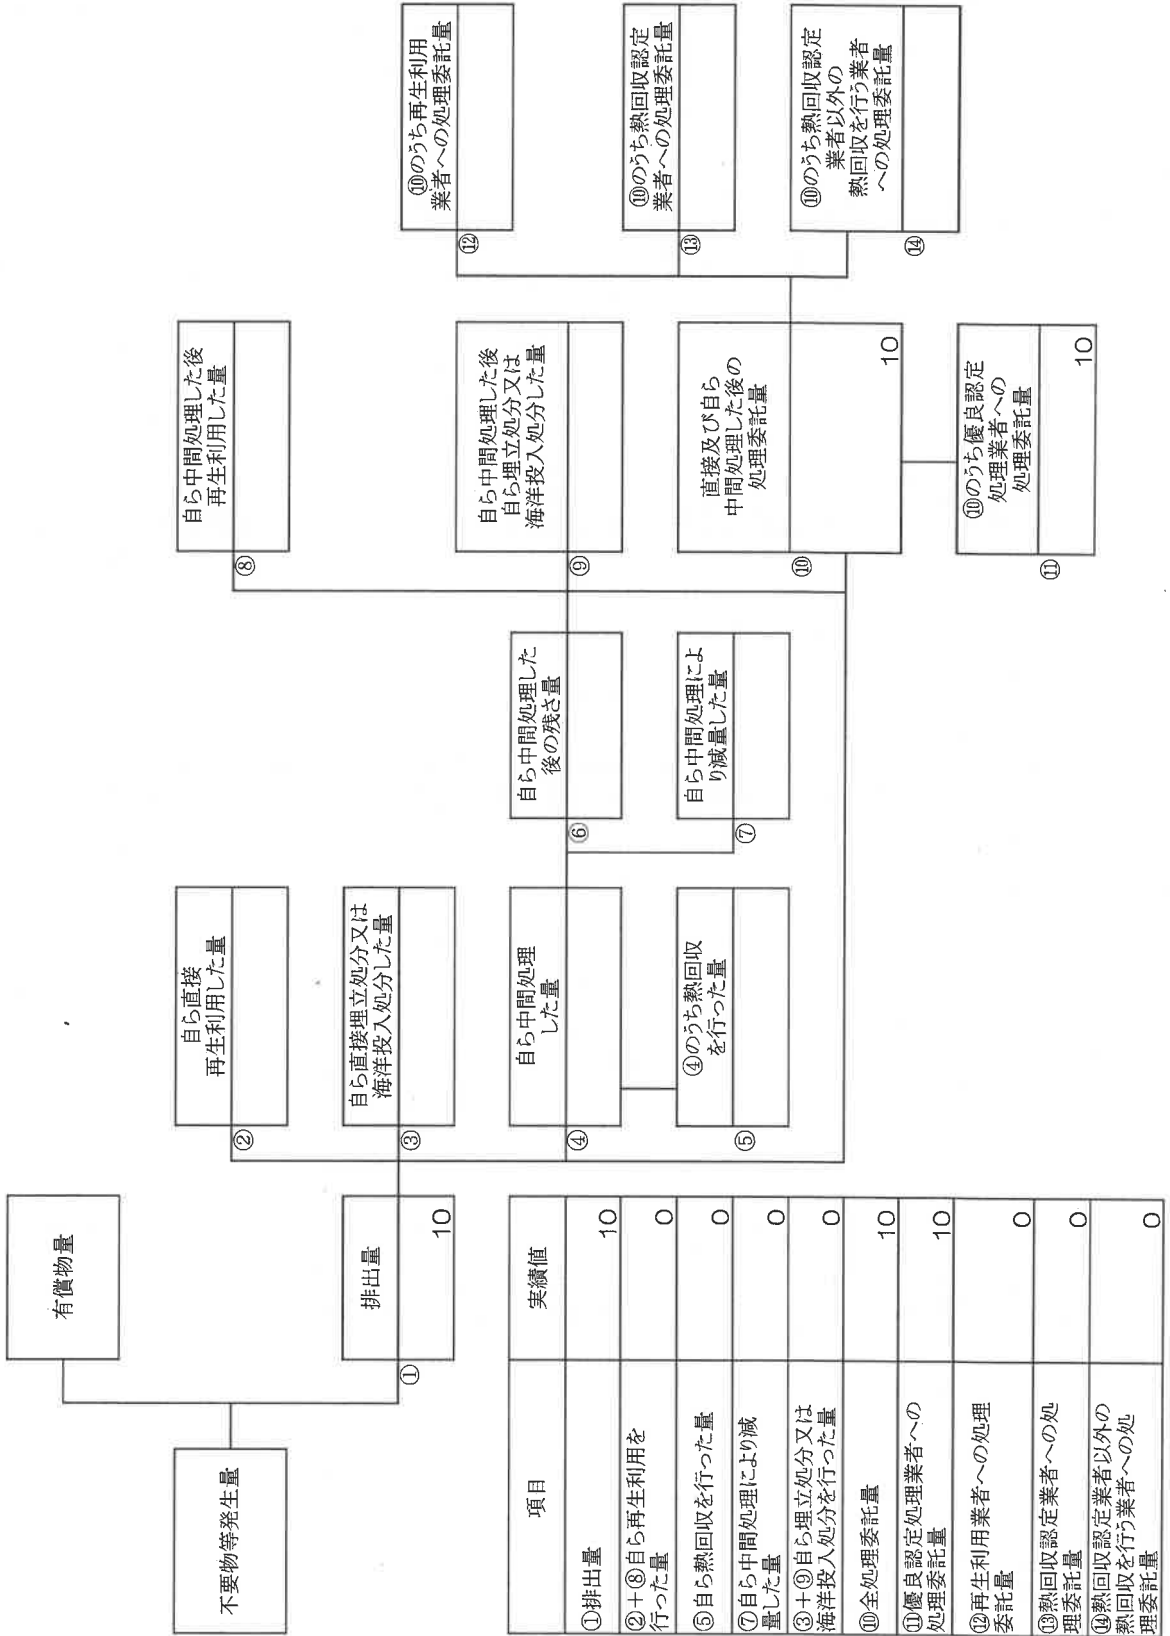 不要物等発生量
有償物量
排出量
①
10
自ら直接
再生利用した量
②
自ら直接埋立処分又は
海洋投入処分した量
③
自ら中間処理
した量
④
④のうち熱回収
を行った量
⑤
自ら中間処理した
後の残さ量
⑥
自ら中間処理によ
り減量した量
⑦
自ら中間処理した後
再生利用した量
⑧
自ら中間処理した後
自ら埋立処分又は
海洋投入処分した量
⑨
直接及び自ら
中間処理した後の
処理委託量
⑩
10
⑩のうち優良認定
処理業者への
処理委託量
⑪
10
⑩のうち再生利用
業者への処理委託量
⑫
⑩のうち熱回収認定
業者への処理委託量
⑬
⑩のうち熱回収認定
業者以外の
熱回収を行う業者
への処理委託量
⑭
項目 実績値
①排出量 10
②+⑧自ら再生利用を
行った量 0
⑤自ら熱回収を行った量 0
⑦自ら中間処理により減
量した量 0
③+⑨自ら埋立処分又は
海洋投入処分を行った量 0
⑩全処理委託量 10
⑪優良認定処理業者への
処理委託量 10
⑫再生利用業者への処理
委託量 0
⑬熱回収認定業者への処
理委託量 0
⑭熱回収認定業者以外の
熱回収を行う業者への処
理委託量 0